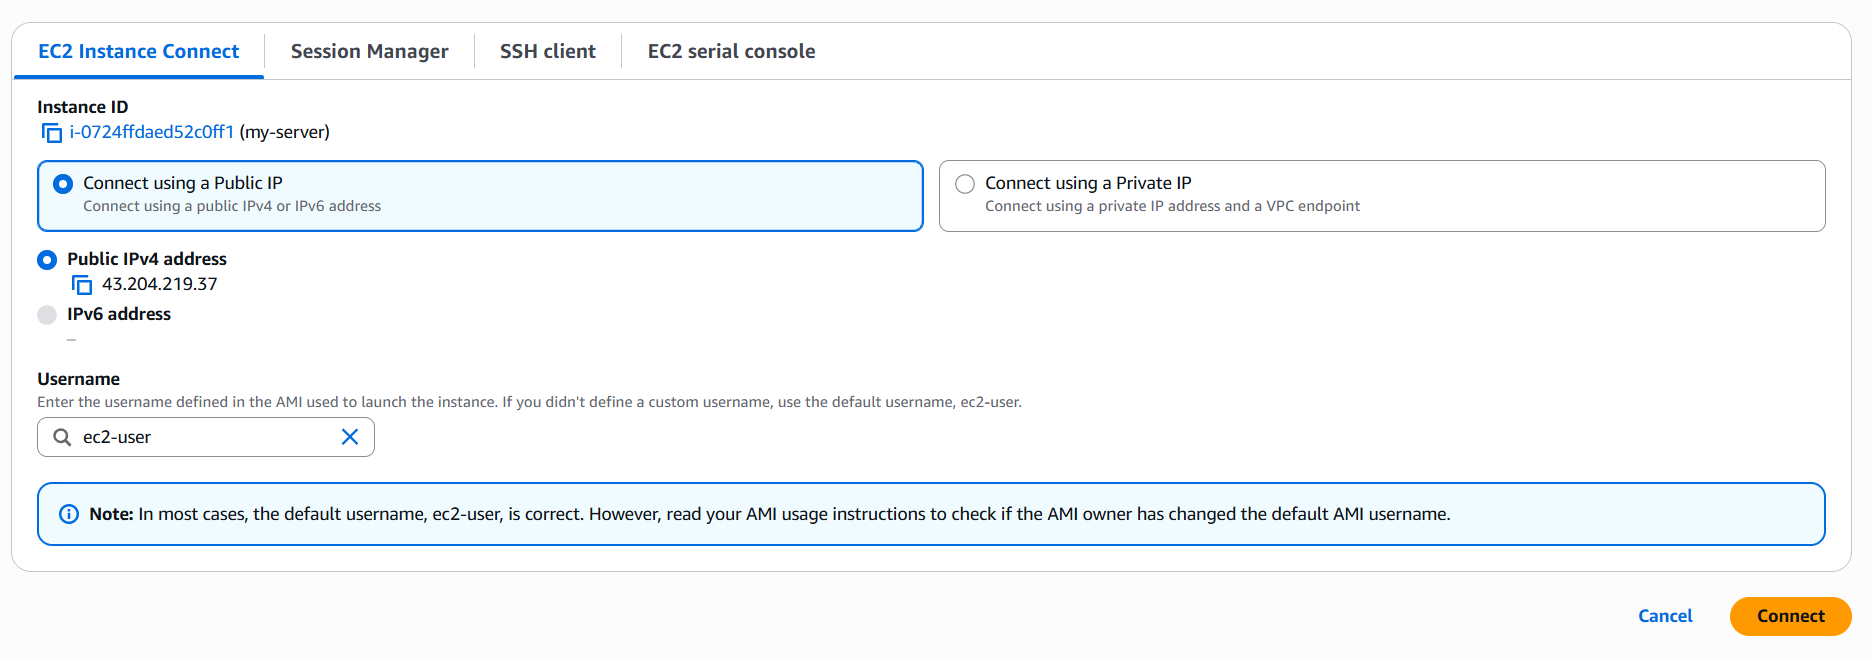 EC2 Instance Connect
Session Manager
SSH client
EC2 serial console
Instance ID
i-0724ffdaed52c0ff1 (my-server)
Connect using a Public IP
Connect using a public IPv4 or IPv6 address
Connect using a Private IP
Connect using a private IP address and a VPC endpoint
Public IPv4 address
43.204.219.37
IPv6 address
–
Username
Enter the username defined in the AMI used to launch the instance. If you didn't define a custom username, use the default username, ec2-user.
ec2-user
Note: In most cases, the default username, ec2-user, is correct. However, read your AMI usage instructions to check if the AMI owner has changed the default AMI username.
Cancel
Connect